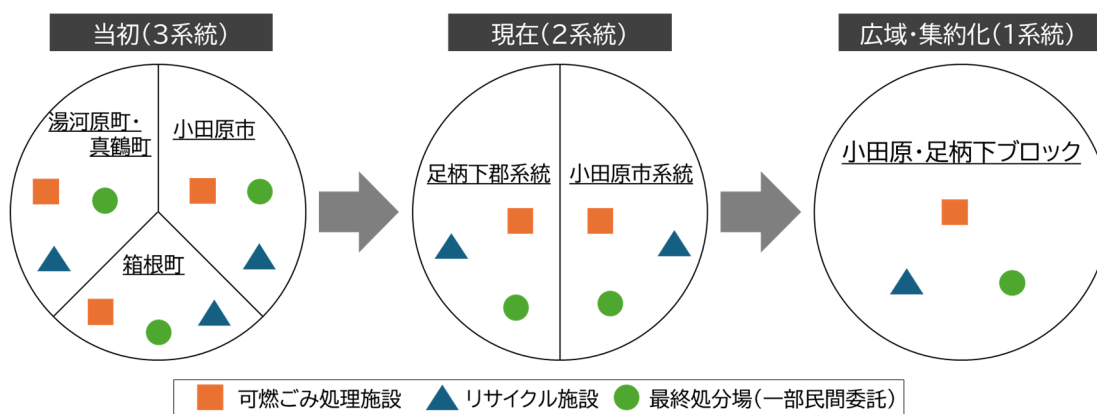 当初(3系統)
湯河原町・
真鶴町
小田原市
箱根町
現在(2系統)
足柄下郡系統
小田原市系統
広域・集約化(1系統)
小田原・足柄下ブロック
可燃ごみ処理施設
リサイクル施設
最終処分場(一部民間委託)